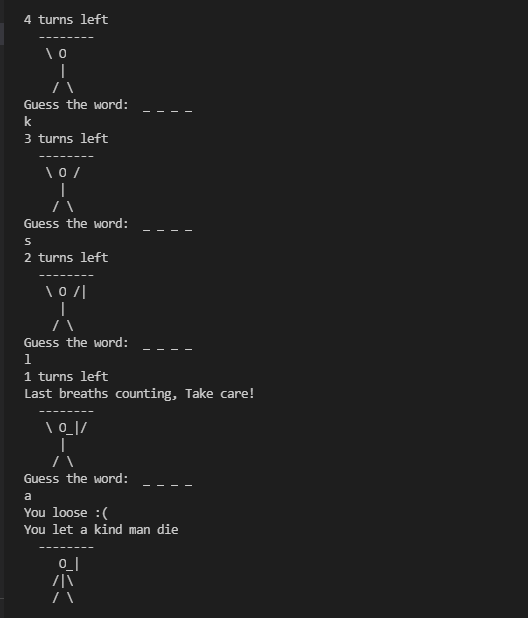 4 turns left
  --------
   \ O
     |
    / \
Guess the word:  _ _ _ _
k
3 turns left
  --------
   \ O /
     |
    / \
Guess the word:  _ _ _ _
s
2 turns left
  --------
   \ O /|
     |
    / \
Guess the word:  _ _ _ _
l
1 turns left
Last breaths counting, Take care!
  --------
   \ O_|/
     |
    / \
Guess the word:  _ _ _ _
a
You loose :(
You let a kind man die
  --------
     O_|
    /|\
    / \